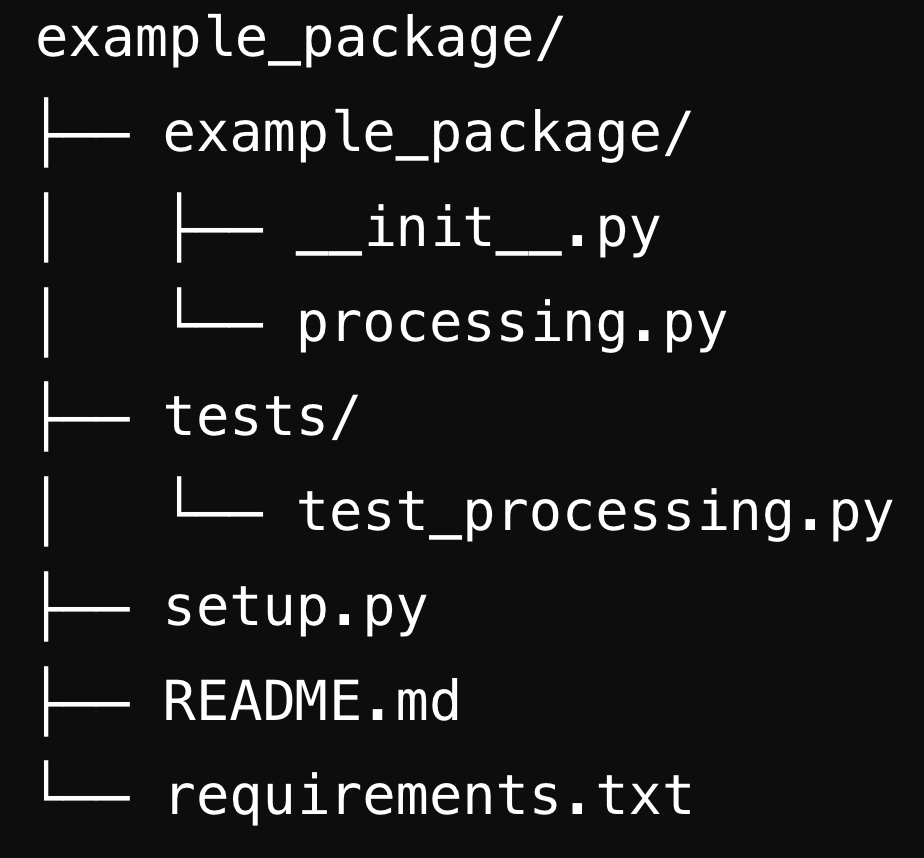 example_package/
├── example_package/
│   ├── __init__.py
│   └── processing.py
├── tests/
│   └── test_processing.py
├── setup.py
├── README.md
└── requirements.txt